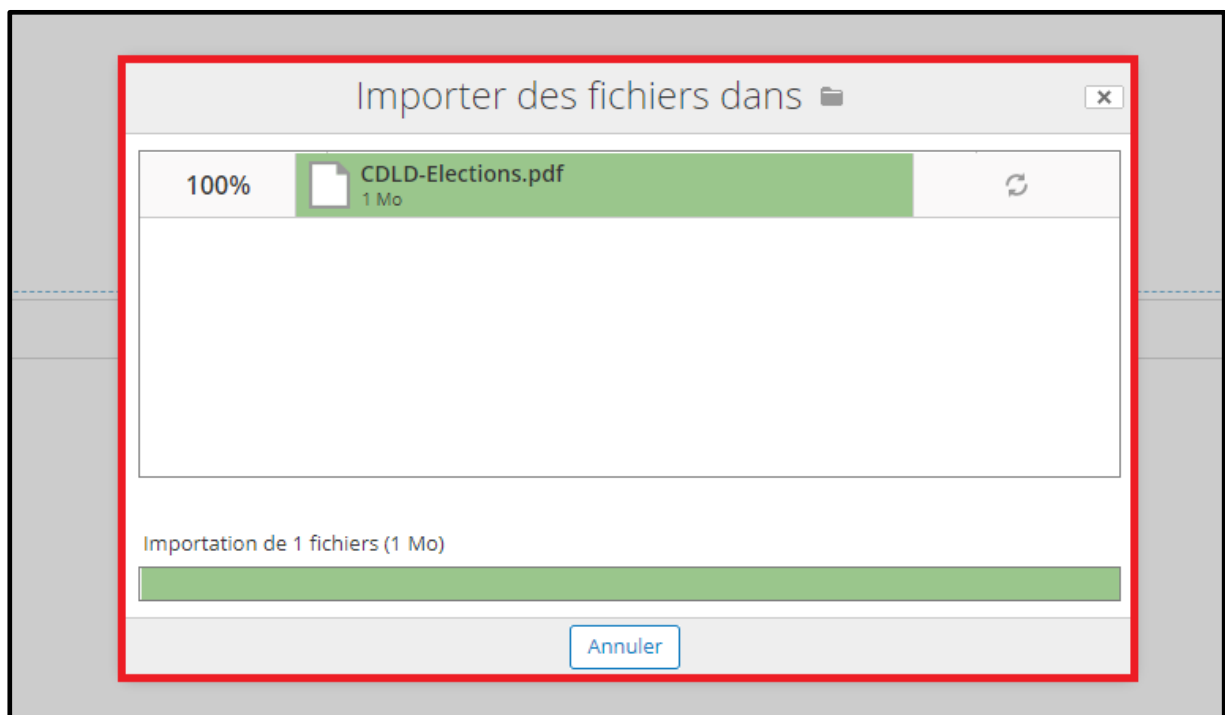 Importer des fichiers dans
100%
CDLD-Elections.pdf
1 Mo
Importation de 1 fichiers (1 Mo)
Annuler